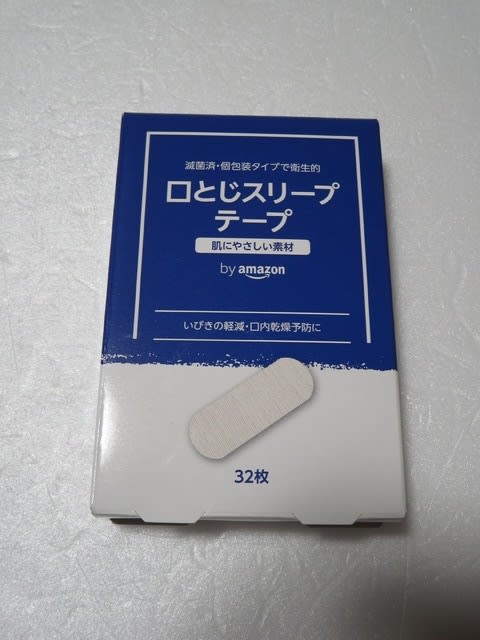 滅菌済・個包装タイプで衛生的
口とじスリープ
テープ
肌にやさしい素材
by amazon
いびきの軽減・口内乾燥予防に
32枚